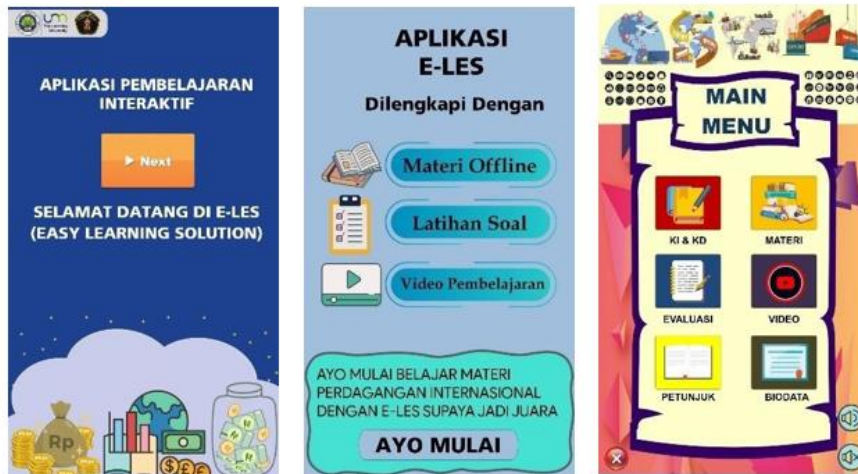 APLIKASI PEMBELAJARAN
INTERAKTIF
Next
SELAMAT DATANG DI E-LES
(EASY LEARNING SOLUTION)
Rp
APLIKASI
E-LES
Dilengkapi Dengan
Materi Offline
Latihan Soal
Video Pembelajaran
AYO MULAI BELAJAR MATERI
PERDAGANGAN INTERNASIONAL
DENGAN E-LES SUPAYA JADI JUARA
AYO MULAI
MAIN
MENU
KI & KD
MATERI
EVALUASI
VIDEO
PETUNJUK
BIODATA